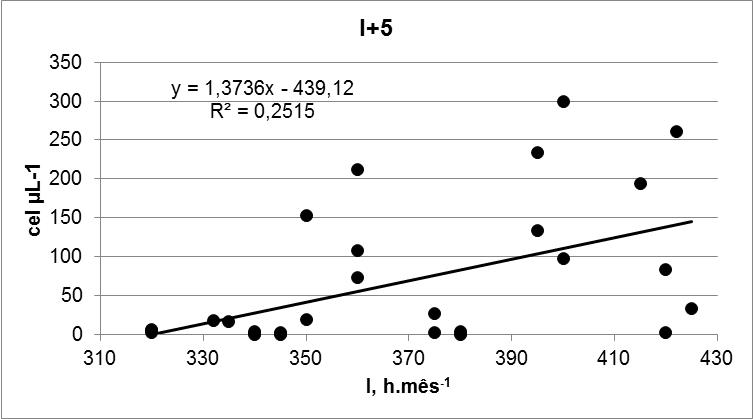 I+5
350
300
250
200
150
100
50
0
cel µL-1
y = 1,3736x - 439,12
R² = 0,2515
310 330 350 370 390 410 430
I, h.mês-1